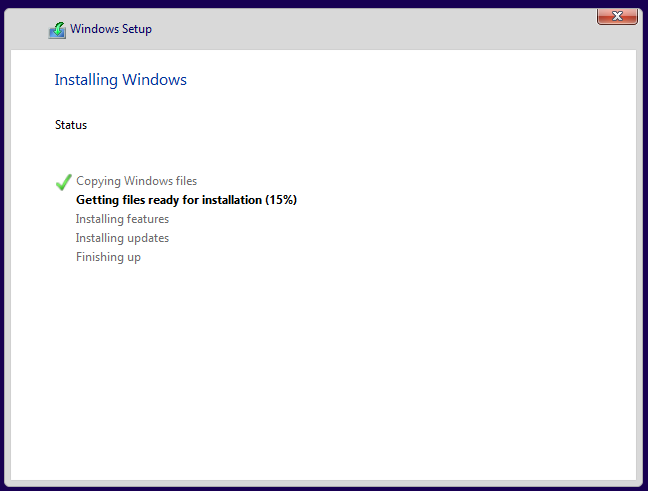 Windows Setup
Installing Windows
Status
Copying Windows files
Getting files ready for installation (15%)
Installing features
Installing updates
Finishing up